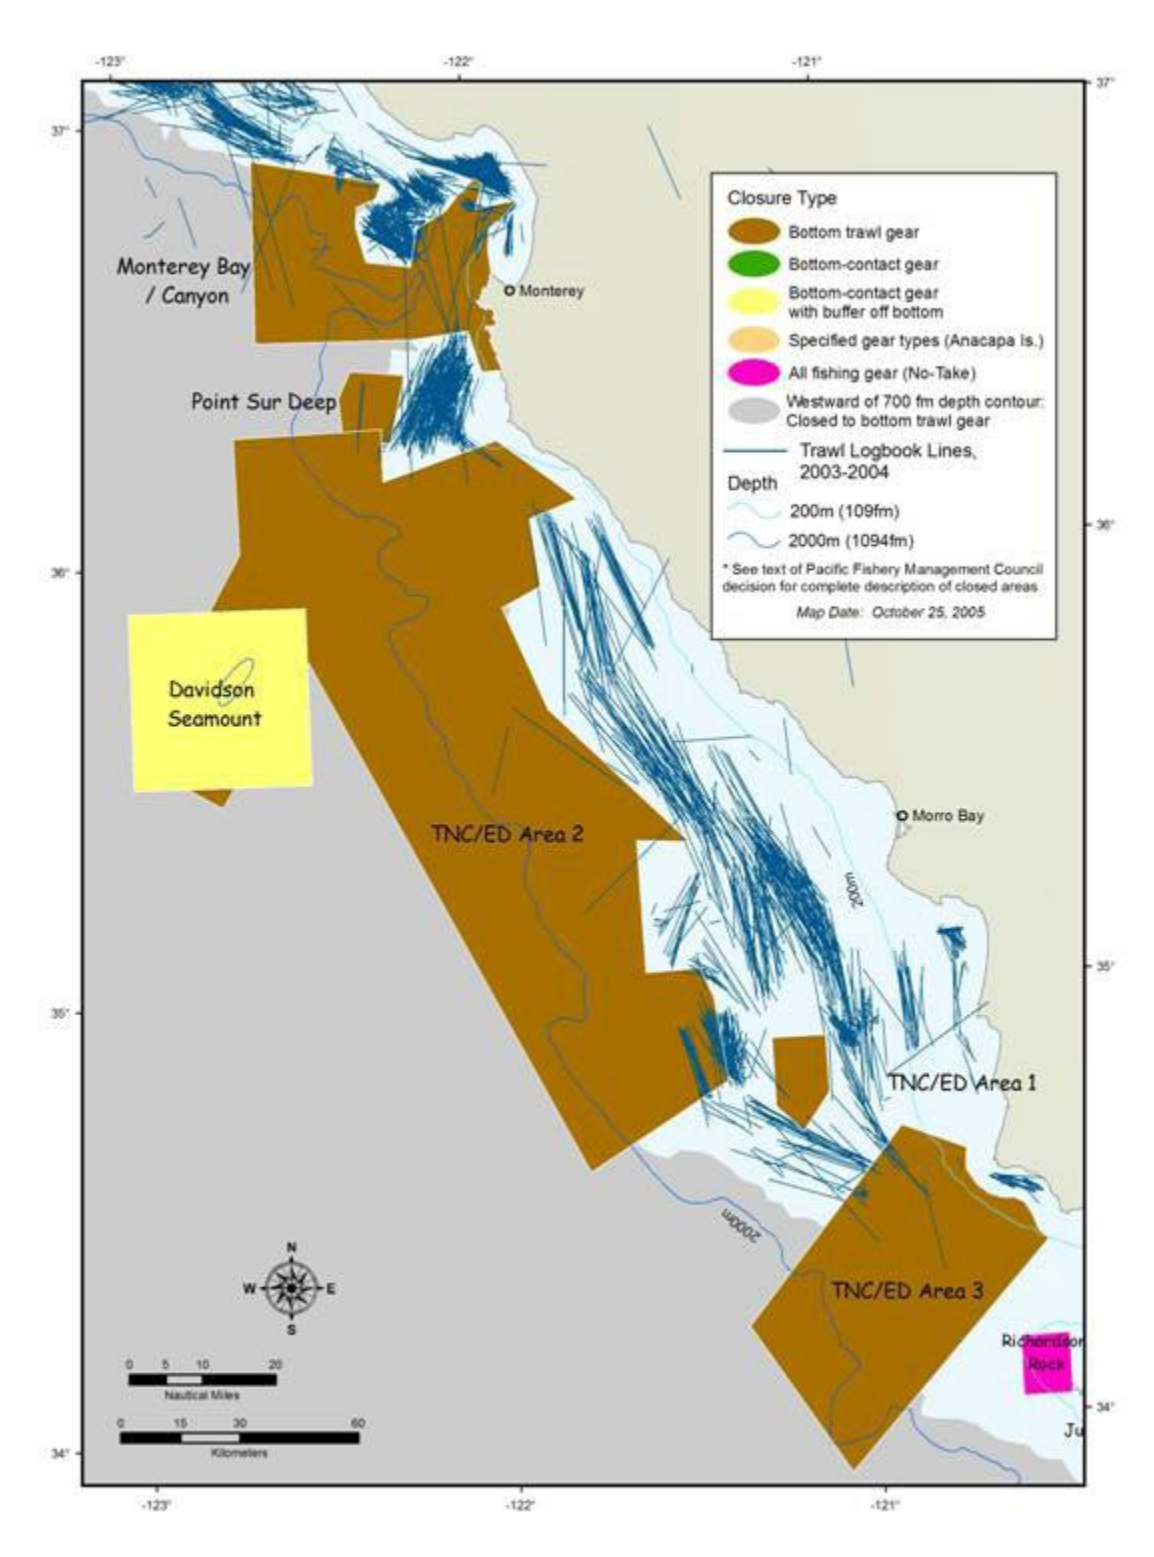 -123°
-122°
-121°
37°
37°
Closure Type
Bottom trawl gear
Bottom-contact gear
Bottom-contact gear
with buffer off bottom
Specified gear types (Anacapa Is.)
All fishing gear (No-Take)
Westward of 700 fm depth contour:
Closed to bottom trawl gear
Trawl Logbook Lines,
2003-2004
Depth
200m (109fm)
2000m (1094fm)
* See text of Pacific Fishery Management Council
decision for complete description of closed areas
Map Date: October 25, 2005
Monterey Bay
/ Canyon
Monterey
Point Sur Deep
36°
36°
Davidson
Seamount
TNC/ED Area 2
Morro Bay
200m
35°
35°
TNC/ED Area 1
2000m
TNC/ED Area 3
Richardson
Rock
Ju
34°
34°
N
W
E
S
0 5 10 20
Nautical Miles
0 15 30 60
Kilometers
-123°
-122°
-121°